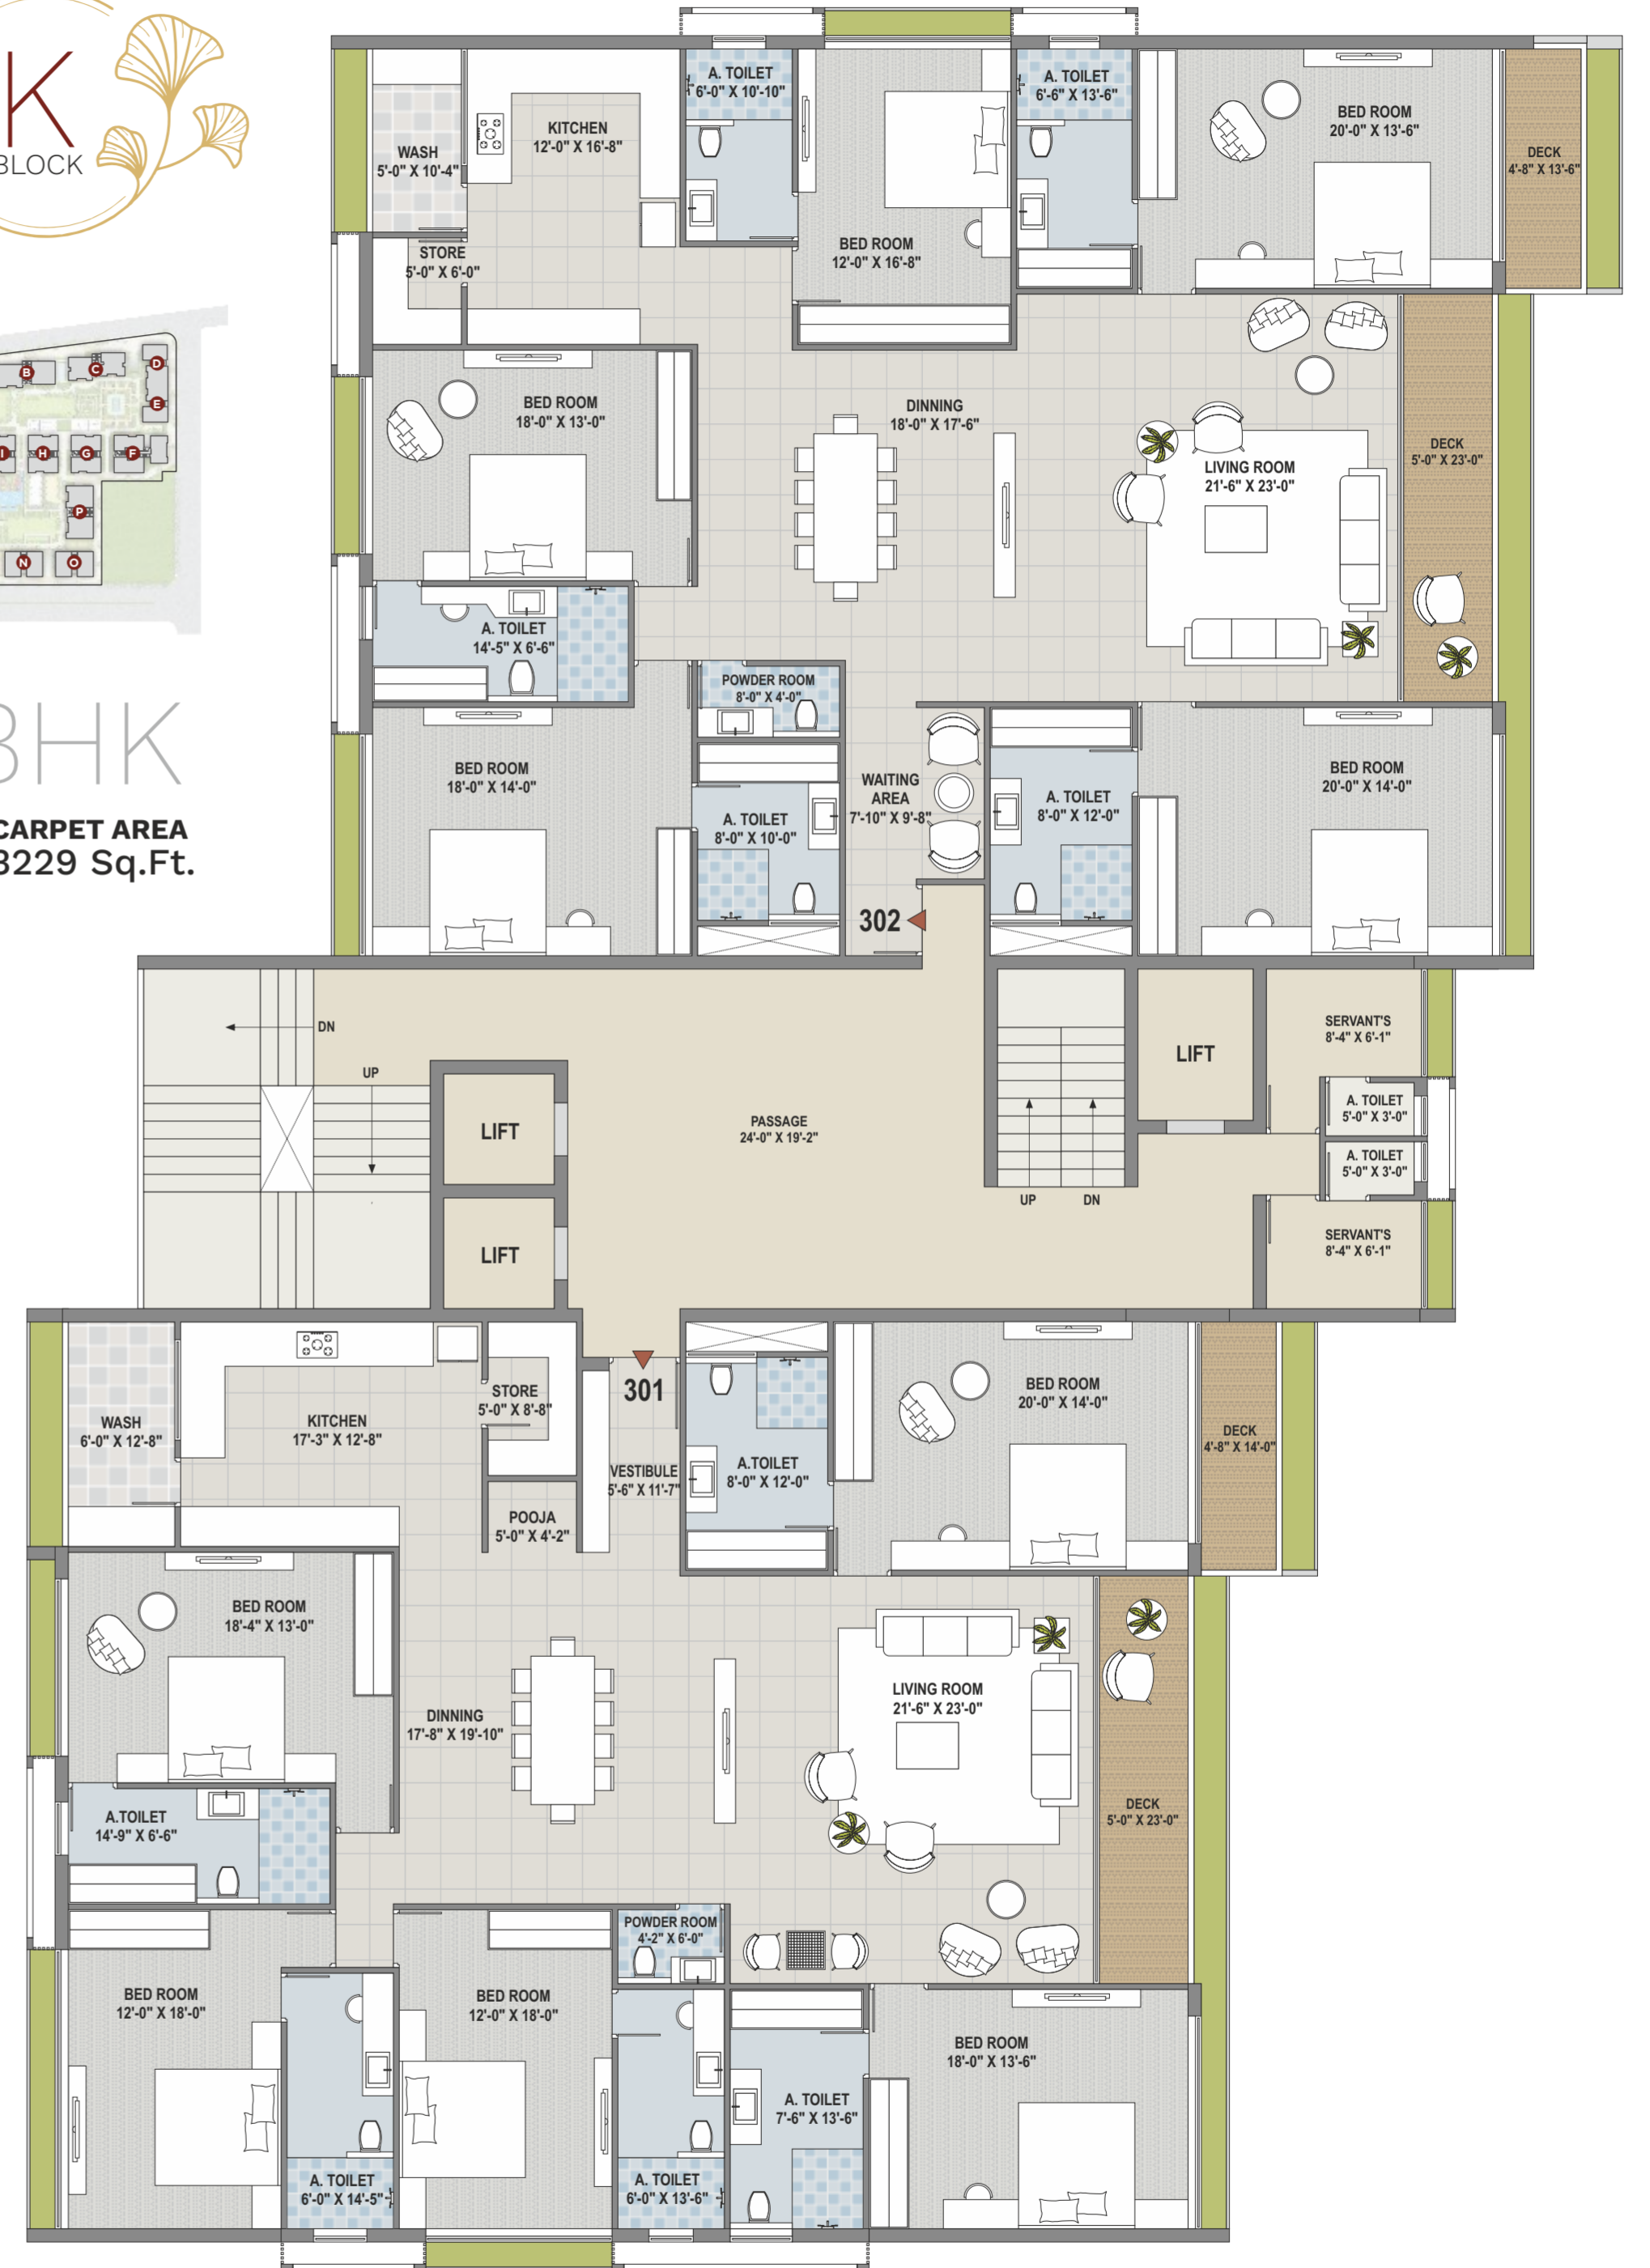 K
BLOCK
B
C
D
E
I
H
G
F
P
N
O
BHK
CARPET AREA
3229 Sq.Ft.
A. TOILET
6'-0" X 10'-10"
A. TOILET
6'-6" X 13'-6"
BED ROOM
20'-0" X 13'-6"
DECK
4'-8" X 13'-6"
KITCHEN
12'-0" X 16'-8"
WASH
5'-0" X 10'-4"
STORE
5'-0" X 6'-0"
BED ROOM
12'-0" X 16'-8"
BED ROOM
18'-0" X 13'-0"
DINNING
18'-0" X 17'-6"
LIVING ROOM
21'-6" X 23'-0"
DECK
5'-0" X 23'-0"
A. TOILET
14'-5" X 6'-6"
POWDER ROOM
8'-0" X 4'-0"
BED ROOM
18'-0" X 14'-0"
A. TOILET
8'-0" X 10'-0"
WAITING
AREA
7'-10" X 9'-8"
A. TOILET
8'-0" X 12'-0"
BED ROOM
20'-0" X 14'-0"
302
DN
UP
LIFT
LIFT
PASSAGE
24'-0" X 19'-2"
UP
DN
LIFT
SERVANT'S
8'-4" X 6'-1"
A. TOILET
5'-0" X 3'-0"
A. TOILET
5'-0" X 3'-0"
SERVANT'S
8'-4" X 6'-1"
301
WASH
6'-0" X 12'-8"
KITCHEN
17'-3" X 12'-8"
STORE
5'-0" X 8'-8"
VESTIBULE
5'-6" X 11'-7"
POOJA
5'-0" X 4'-2"
A.TOILET
8'-0" X 12'-0"
BED ROOM
20'-0" X 14'-0"
DECK
4'-8" X 14'-0"
BED ROOM
18'-4" X 13'-0"
DINNING
17'-8" X 19'-10"
LIVING ROOM
21'-6" X 23'-0"
DECK
5'-0" X 23'-0"
A.TOILET
14'-9" X 6'-6"
POWDER ROOM
4'-2" X 6'-0"
BED ROOM
12'-0" X 18'-0"
BED ROOM
12'-0" X 18'-0"
BED ROOM
18'-0" X 13'-6"
A. TOILET
7'-6" X 13'-6"
A. TOILET
6'-0" X 14'-5"
A. TOILET
6'-0" X 13'-6"